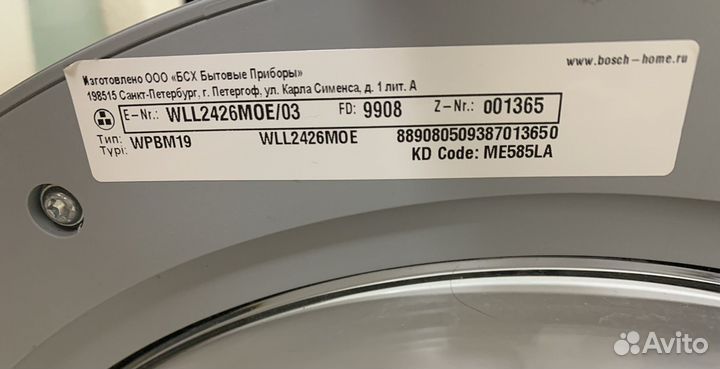 Изготовлено ООО «БСХ Бытовые Приборы»
www.bosch-home.ru
198515 Санкт-Петербург, г. Петергоф, ул. Карла Сименса, д. 1 лит. А
E-Nr.: WLL2426MOE/03 FD: 9908 Z-Nr.: 001365
Тип: WPBM19 WLL2426MOE 889080509387013650
Typi:
KD Code: ME585LA
Avito